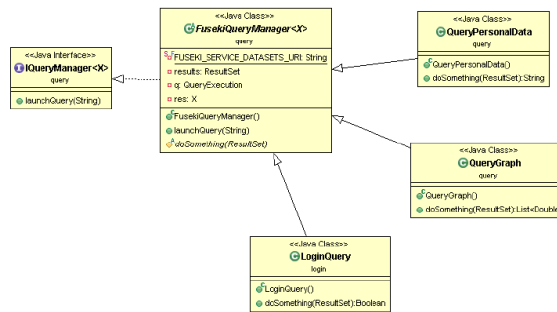 <<Java Interface>>
IQueryManager<X>
query
launchQuery(String)
<<Java Class>>
FusekiQueryManager<X>
query
FUSEKI_SERVICE_DATASETS_URI: String
results: ResultSet
q: QueryExecution
res: X
FusekiQueryManager()
launchQuery(String)
doSomething(ResultSet)
<<Java Class>>
QueryPersonalData
query
QueryPersonalData()
doSomething(ResultSet):String
<<Java Class>>
QueryGraph
query
QueryGraph()
doSomething(ResultSet):List<Double
<<Java Class>>
LoginQuery
login
LoginQuery()
doSomething(ResultSet):Boolean